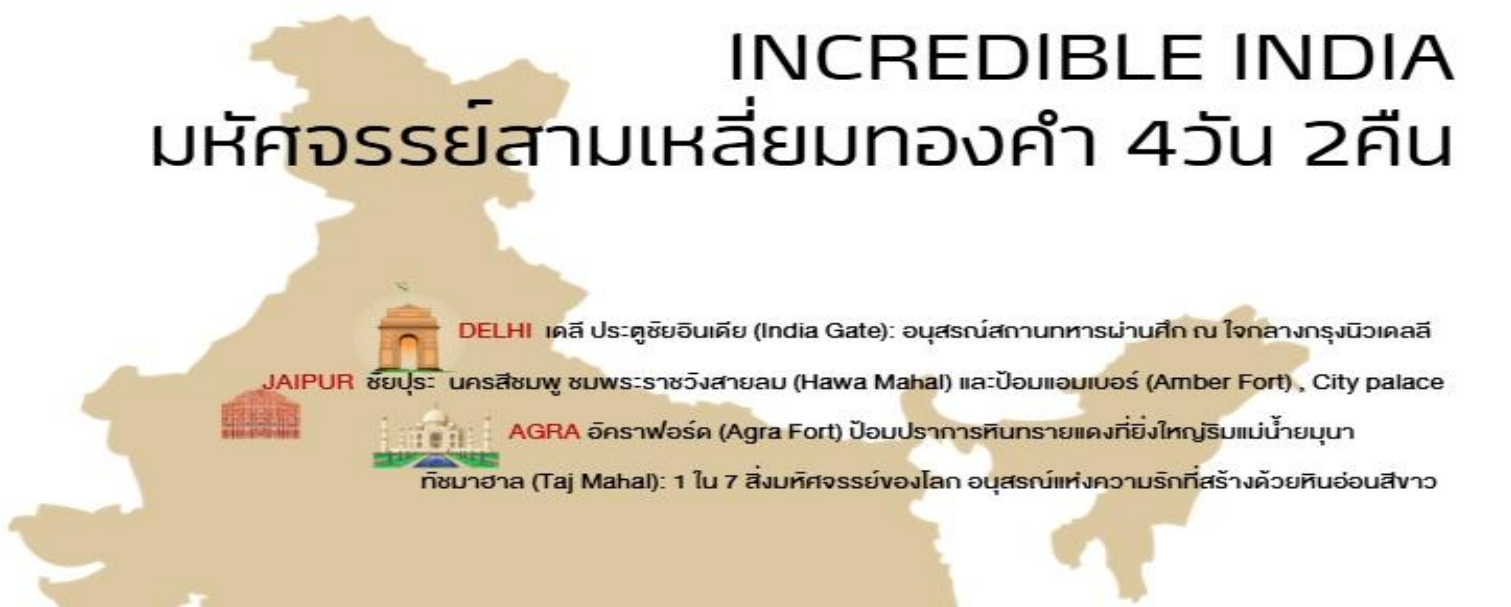 INCREDIBLE INDIA
มหัศจรรย์สามเหลี่ยมทองคำ 4วัน 2คืน
DELHI เดลี ประตูชัยอินเดีย (India Gate): อนุสรณ์สถานทหารผ่านศึก ณ ใจกลางกรุงนิวเดลลี
JAIPUR ชัยปุระ นครสีชมพู ชมพระราชวังสายลม (Hawa Mahal) และป้อมแอมเบอร์ (Amber Fort) , City palace
AGRA อัคราฟอร์ด (Agra Fort) ป้อมปราการหินทรายแดงที่ยิ่งใหญ่ริมแม่น้ำยมุนา
ทัชมาฮาล (Taj Mahal): 1 ใน 7 สิ่งมหัศจรรย์ของโลก อนุสรณ์แห่งความรักที่สร้างด้วยหินอ่อนสีขาว